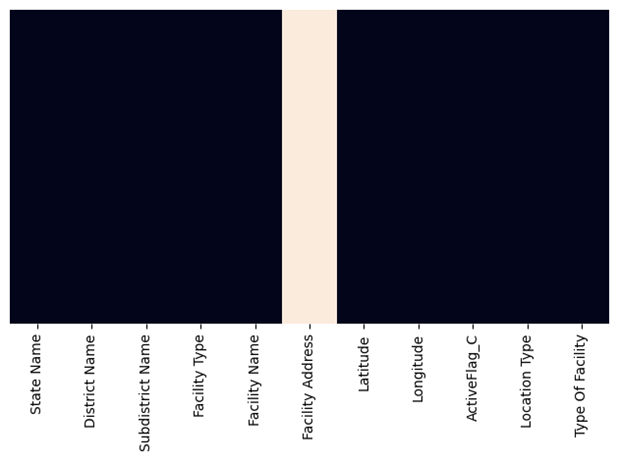 State Name
District Name
Subdistrict Name
Facility Type
Facility Name
Facility Address
Latitude
Longitude
ActiveFlag_C
Location Type
Type Of Facility